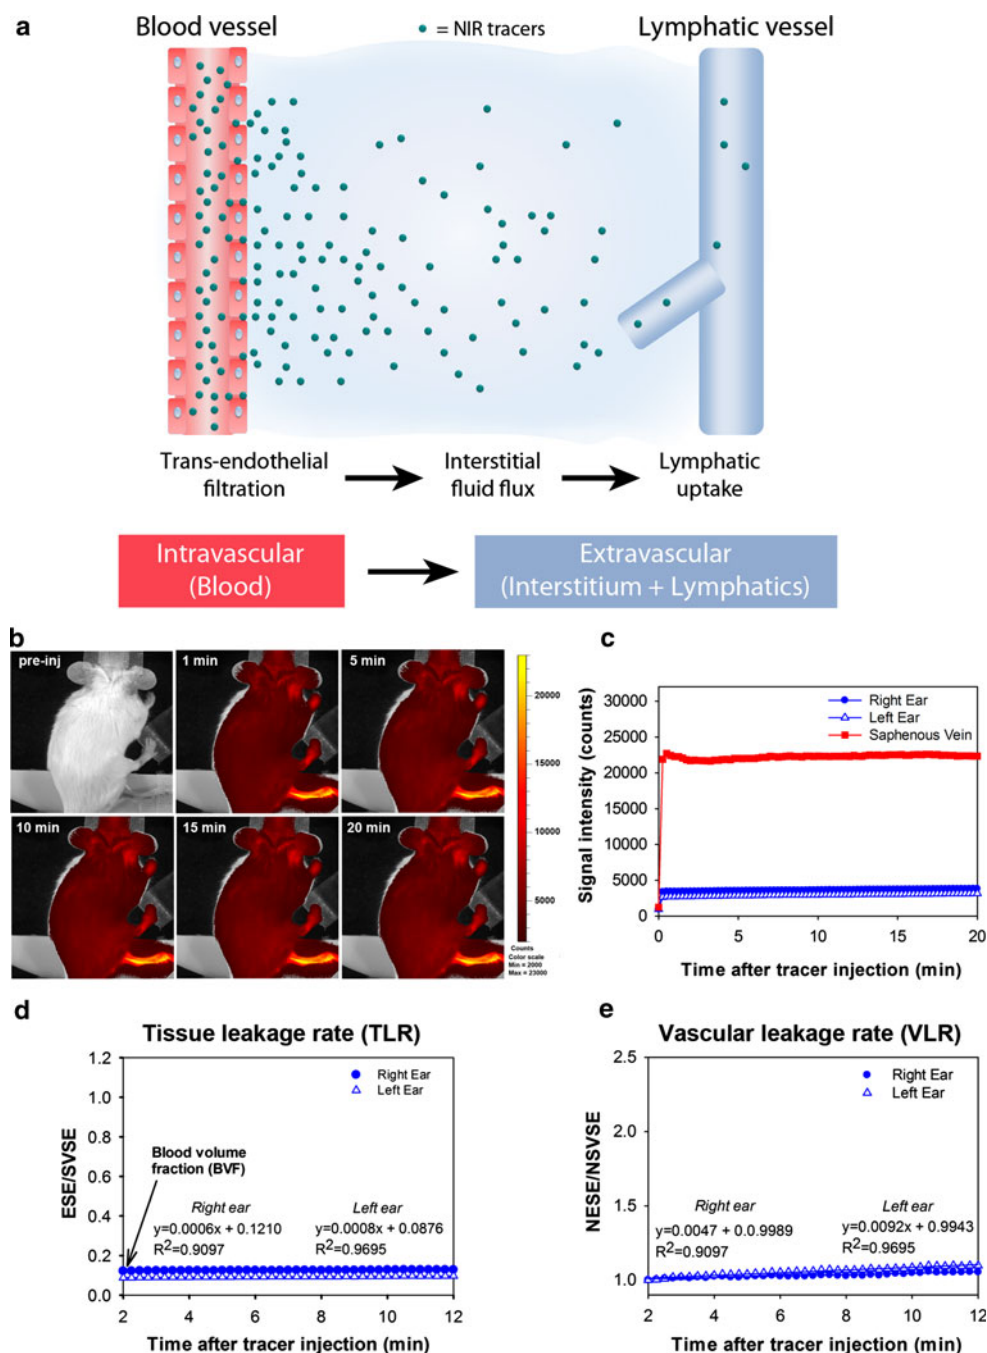 a
Blood vessel
= NIR tracers
Lymphatic vessel
Trans-endothelial
filtration
Interstitial
fluid flux
Lymphatic
uptake
Intravascular
(Blood)
Extravascular
(Interstitium + Lymphatics)
b
pre-inj
1 min
5 min
10 min
15 min
20 min
20000
15000
10000
5000
Counts
Color scale
Min = 2000
Max = 23000
c
Signal intensity (counts)
30000
25000
20000
15000
10000
5000
0
Right Ear
Left Ear
Saphenous Vein
0 5 10 15 20
Time after tracer injection (min)
d
Tissue leakage rate (TLR)
ESE/SVSE
1.2
1.0
0.8
0.6
0.4
0.2
0.0
Right Ear
Left Ear
Blood volume
fraction (BVF)
Right ear
y=0.0006x + 0.1210
R2=0.9097
Left ear
y=0.0008x + 0.0876
R2=0.9695
2 4 6 8 10 12
Time after tracer injection (min)
e
Vascular leakage rate (VLR)
NESE/NSVSE
2.5
2.0
1.5
1.0
Right Ear
Left Ear
Right ear
y=0.0047 + 0.0.9989
R2=0.9097
Left ear
y=0.0092x + 0.9943
R2=0.9695
2 4 6 8 10 12
Time after tracer injection (min)